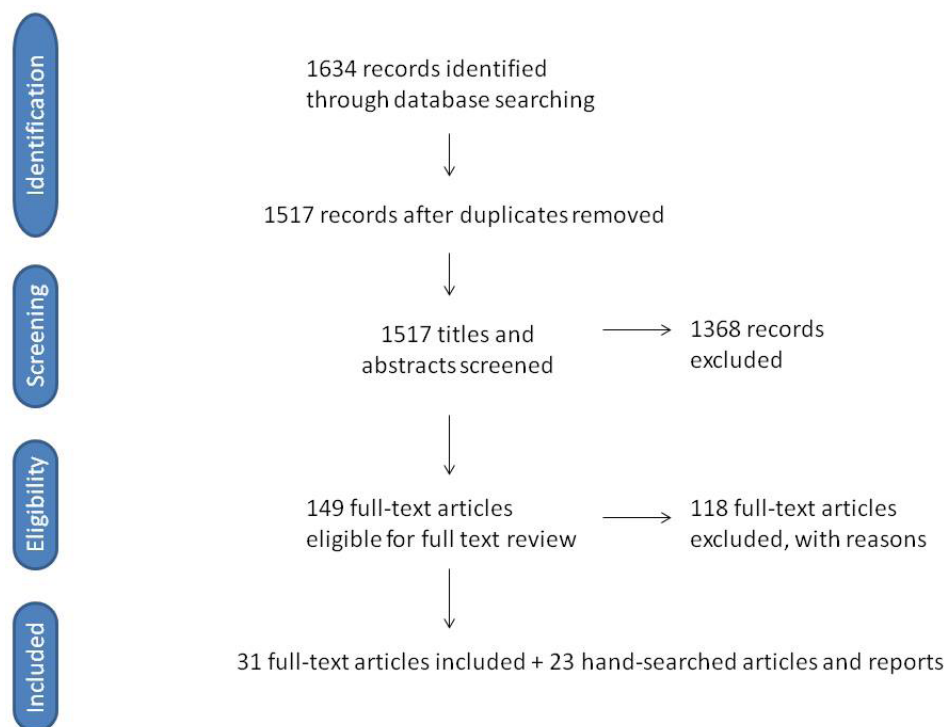 Identification
1634 records identified
through database searching
1517 records after duplicates removed
Screening
1517 titles and
abstracts screened
1368 records
excluded
Eligibility
149 full-text articles
eligible for full text review
118 full-text articles
excluded, with reasons
Included
31 full-text articles included + 23 hand-searched articles and reports